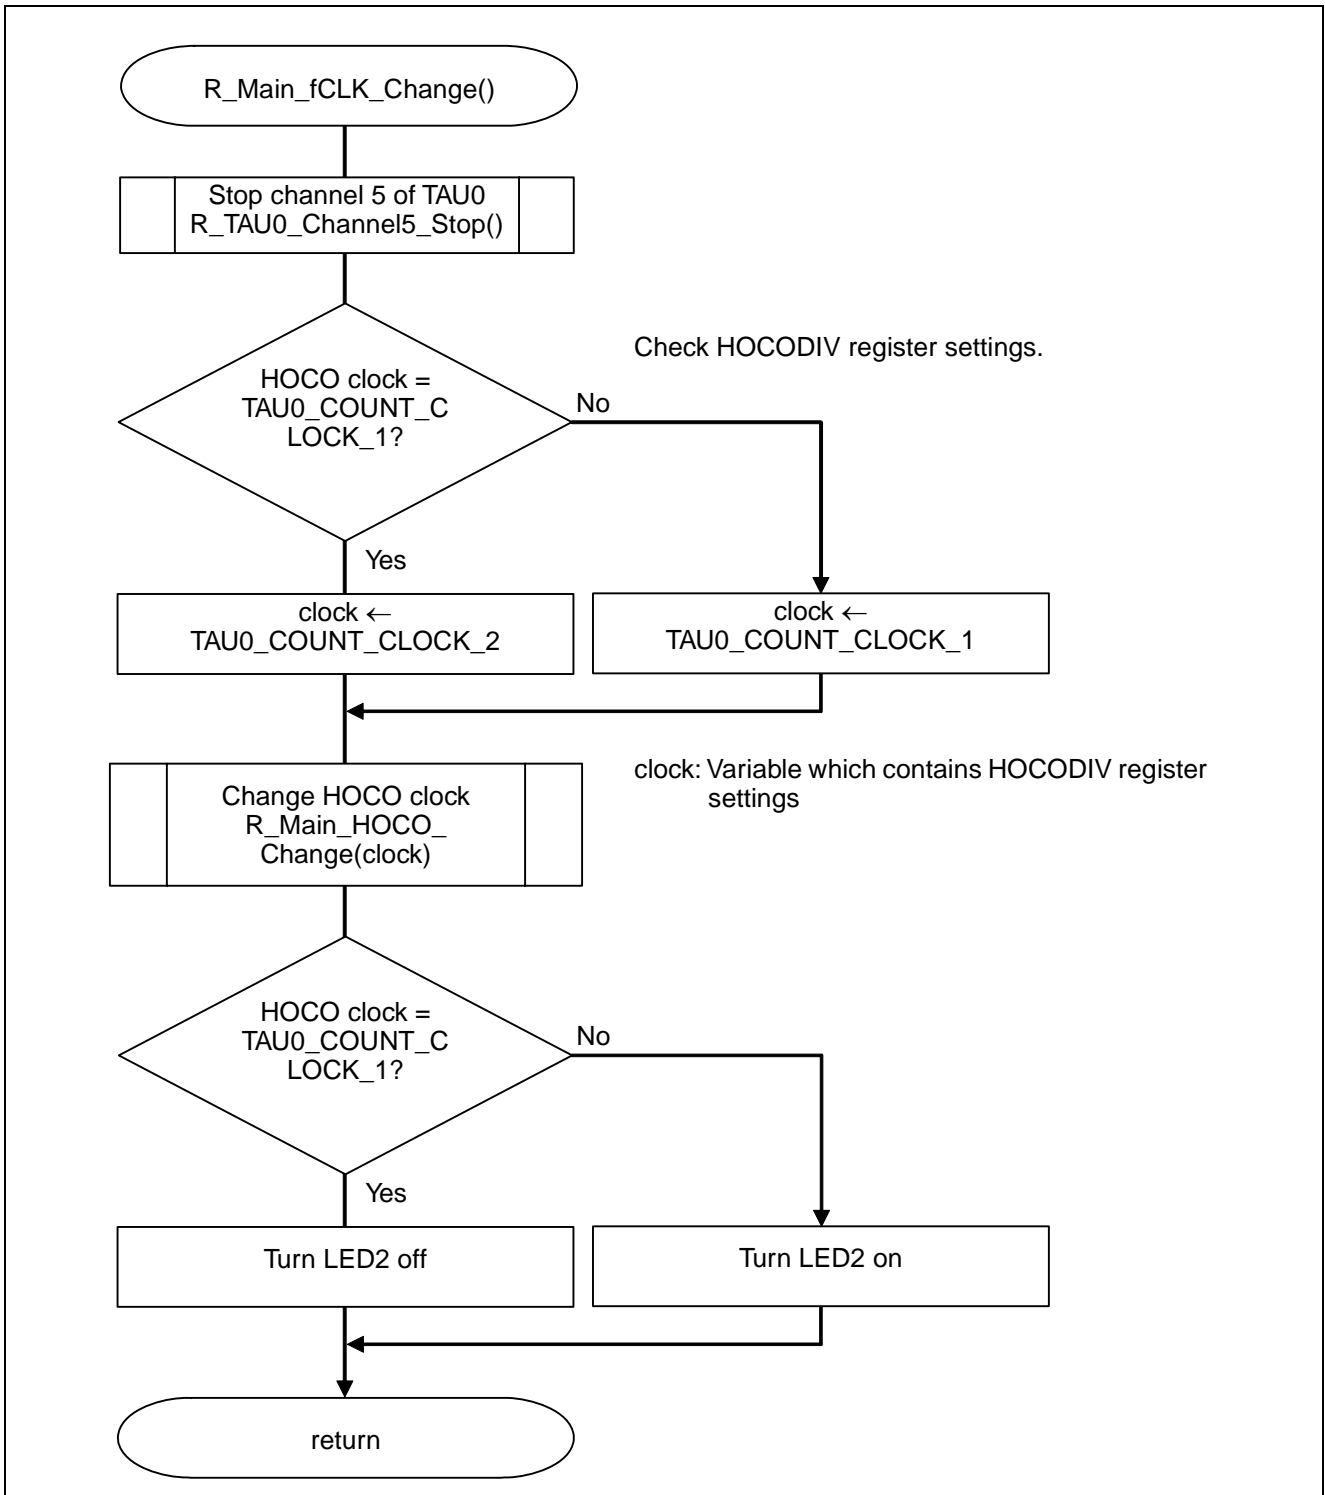 R_Main_fCLK_Change()
Stop channel 5 of TAU0
R_TAU0_Channel5_Stop()
Check HOCODIV register settings.
HOCO clock =
TAU0_COUNT_C
LOCK_1?
No
Yes
clock ←
TAU0_COUNT_CLOCK_2
clock ←
TAU0_COUNT_CLOCK_1
clock: Variable which contains HOCODIV register
settings
Change HOCO clock
R_Main_HOCO_
Change(clock)
HOCO clock =
TAU0_COUNT_C
LOCK_1?
No
Yes
Turn LED2 off
Turn LED2 on
return